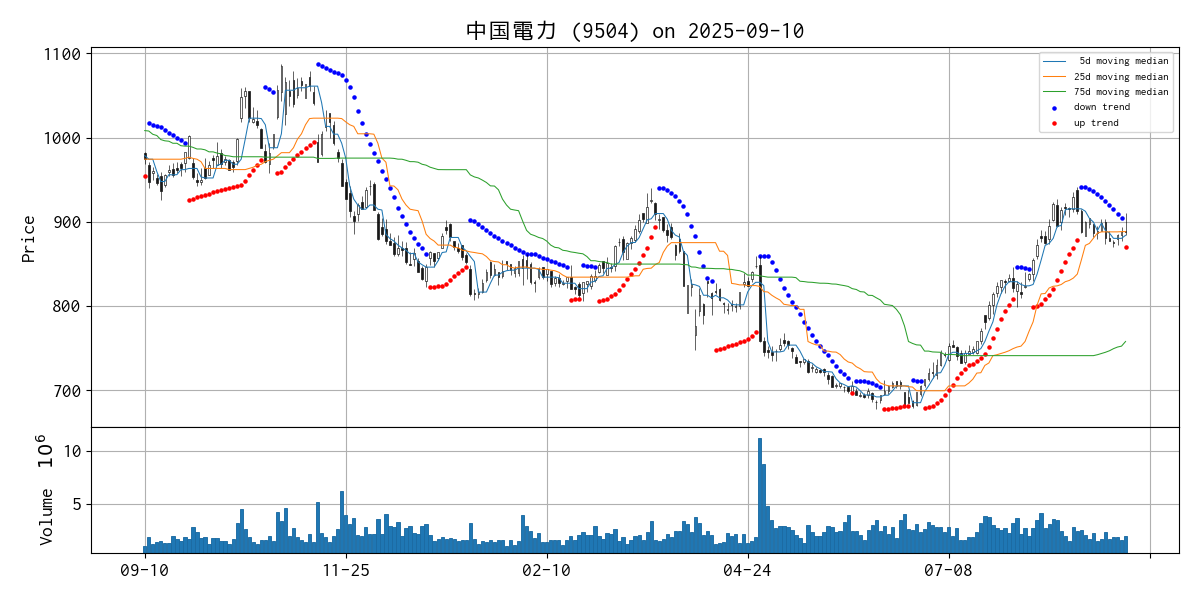 中国電力 (9504) on 2025-09-10
1100
1000
900
800
700
Price
5d moving median
25d moving median
75d moving median
down trend
up trend
10
5
Volume 10⁶
09-10
11-25
02-10
04-24
07-08